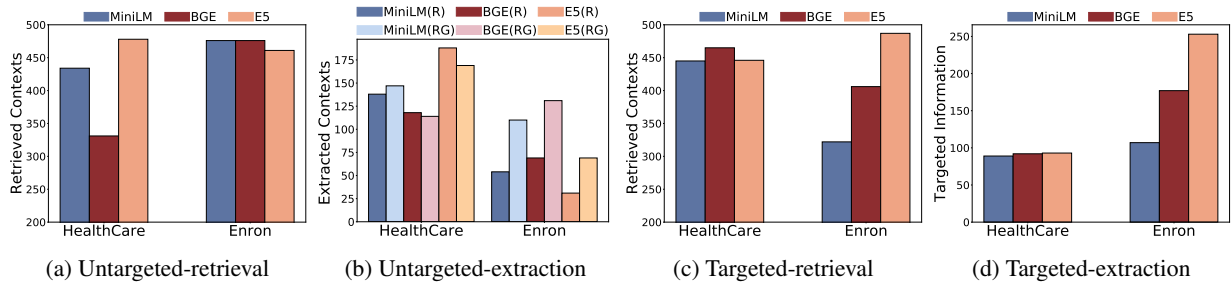 MiniLM BGE E5
Retrieved Contexts
500
450
400
350
300
250
200
HealthCare Enron
(a) Untargeted-retrieval
MiniLM(R) BGE(R) E5(R)
MiniLM(RG) BGE(RG) E5(RG)
Extracted Contexts
175
150
125
100
75
50
25
0
HealthCare Enron
(b) Untargeted-extraction
MiniLM BGE E5
Retrieved Contexts
500
450
400
350
300
250
200
HealthCare Enron
(c) Targeted-retrieval
MiniLM BGE E5
Targeted Information
250
200
150
100
50
0
HealthCare Enron
(d) Targeted-extraction